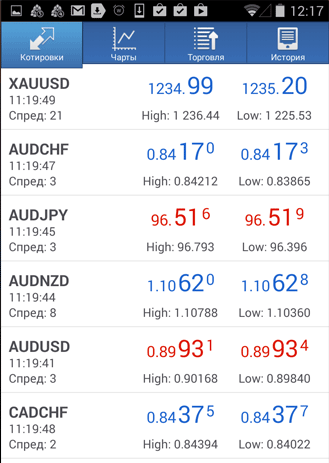 12:17
Котировки Чарты Торговля История
XAUUSD 1234.99 1235.20
11:19:49
Спред: 21 High: 1 236.44 Low: 1 225.53
AUDCHF 0.84170 0.84173
11:19:47
Спред: 3 High: 0.84212 Low: 0.83865
AUDJPY 96.516 96.519
11:19:45
Спред: 3 High: 96.793 Low: 96.396
AUDNZD 1.10620 1.10628
11:19:44
Спред: 8 High: 1.10788 Low: 1.10360
AUDUSD 0.89931 0.89934
11:19:41
Спред: 3 High: 0.90168 Low: 0.89840
CADCHF 0.84375 0.84377
11:19:48
Спред: 2 High: 0.84394 Low: 0.84022